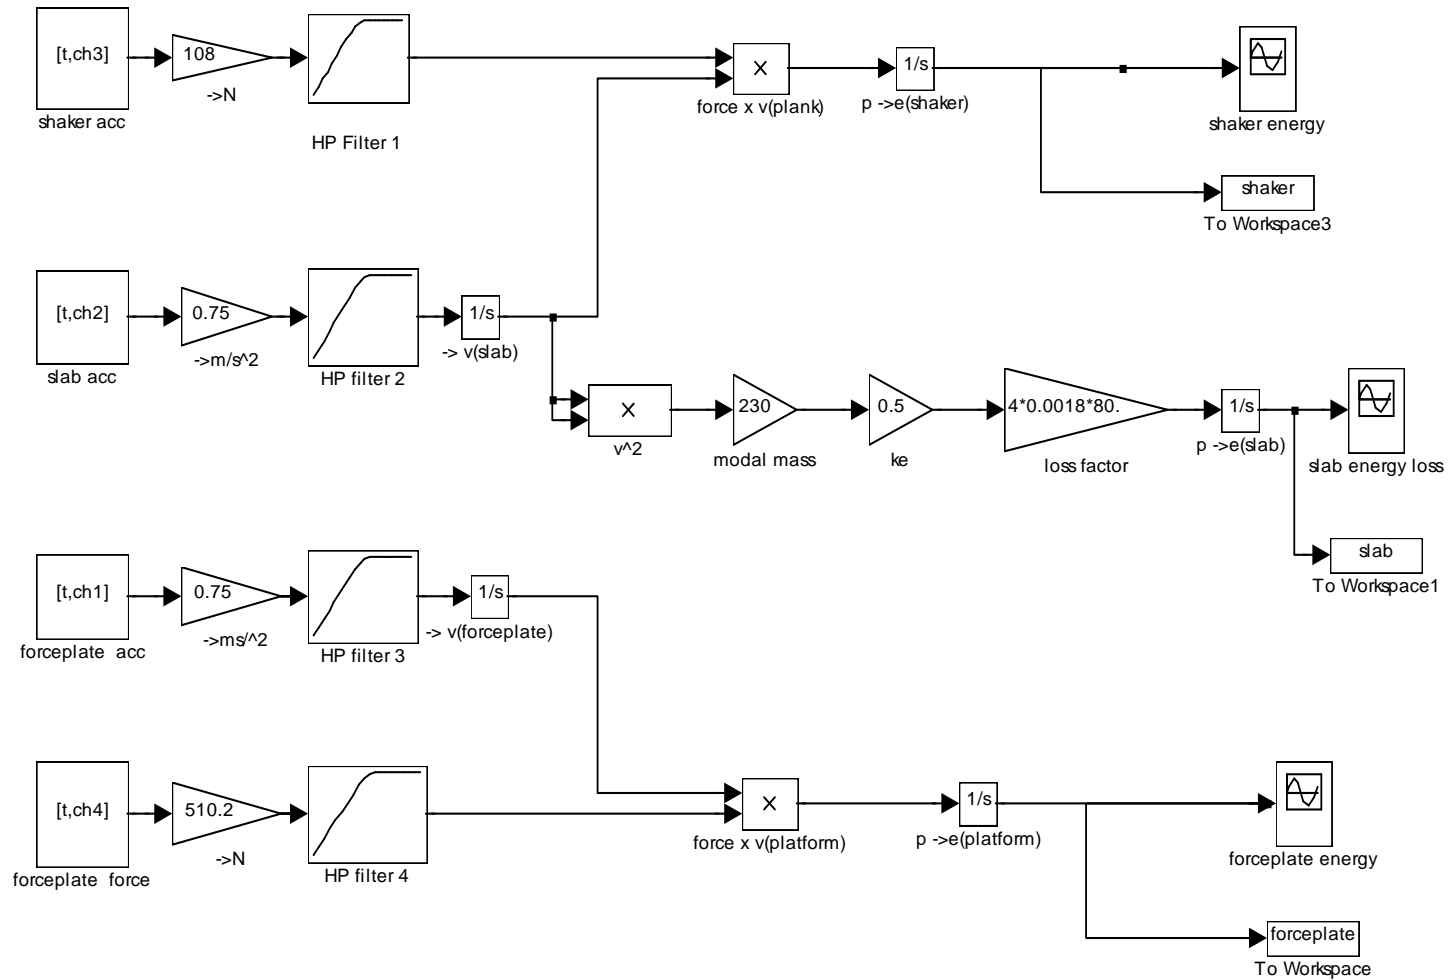 [t,ch3]
shaker acc
108
->N
HP Filter 1
X
force x v(plank)
1/s
p ->e(shaker)
shaker energy
shaker
To Workspace3
[t,ch2]
slab acc
0.75
->m/s^2
HP filter 2
1/s
-> v(slab)
X
v^2
230
modal mass
0.5
ke
4*0.0018*80.
loss factor
1/s
p ->e(slab)
slab energy loss
slab
To Workspace1
[t,ch1]
forceplate acc
0.75
->ms/^2
HP filter 3
1/s
-> v(forceplate)
[t,ch4]
forceplate force
510.2
->N
HP filter 4
X
force x v(platform)
1/s
p ->e(platform)
forceplate energy
forceplate
To Workspace